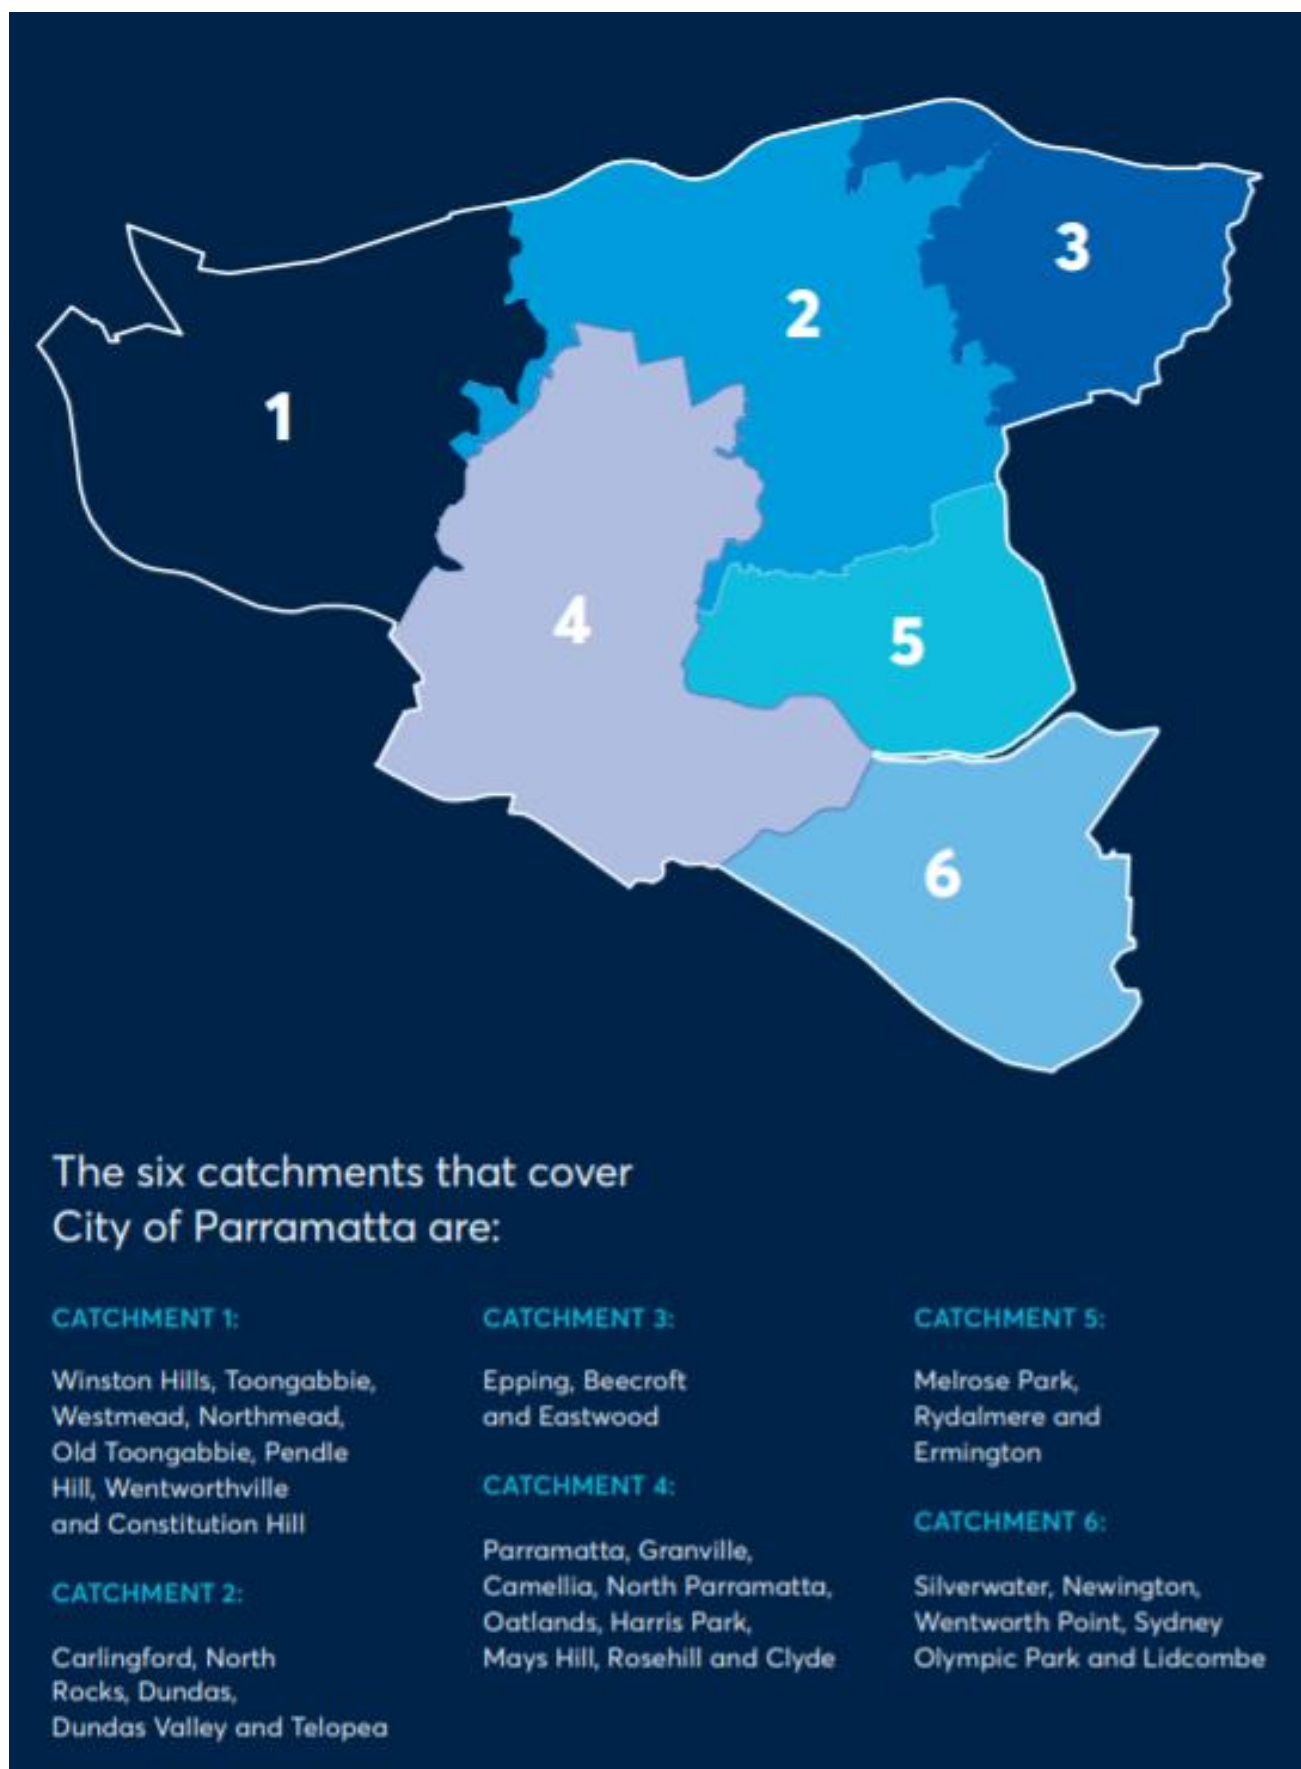 3
2
1
4
5
6
The six catchments that cover
City of Parramatta are:
CATCHMENT 1:
Winston Hills, Toongabbie,
Westmead, Northmead,
Old Toongabbie, Pendle
Hill, Wentworthville
and Constitution Hill
CATCHMENT 2:
Carlingford, North
Rocks, Dundas,
Dundas Valley and Telopea
CATCHMENT 3:
Epping, Beecroft
and Eastwood
CATCHMENT 4:
Parramatta, Granville,
Camellia, North Parramatta,
Oatlands, Harris Park,
Mays Hill, Rosehill and Clyde
CATCHMENT 5:
Melrose Park,
Rydalmere and
Ermington
CATCHMENT 6:
Silverwater, Newington,
Wentworth Point, Sydney
Olympic Park and Lidcombe